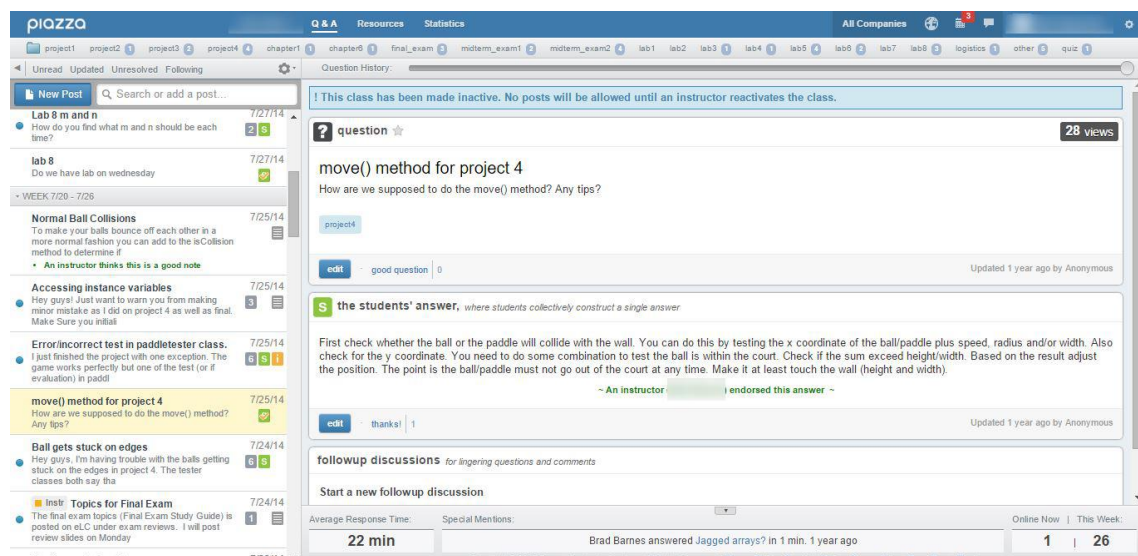 piazza
Q & A Resources Statistics All Companies 3
project1 project2 1 project3 2 project4 4 chapter1 1 chapter6 1 final_exam 3 midterm_exam1 2 midterm_exam2 4 lab1 lab2 lab3 1 lab4 1 lab5 4 lab6 2 lab7 lab8 3 logistics 1 other 5 quiz 1
Unread Updated Unresolved Following
Question History:
New Post
Search or add a post...
Lab 8 m and n 7/27/14
How do you find what m and n should be each
time?
2 S
lab 8 7/27/14
Do we have lab on wednesday
- WEEK 7/20 - 7/26
Normal Ball Collisions 7/25/14
To make your balls bounce off each other in a
more normal fashion you can add to the isCollision
method to determine if
• An instructor thinks this is a good note
Accessing instance variables 7/25/14
Hey guys! Just want to warn you from making
minor mistake as I did on project 4 as well as final.
Make Sure you initiali
3
Error/incorrect test in paddletester class. 7/25/14
I just finished the project with one exception. The
game works perfectly but one of the test (or if
evaluation) in paddl
6 S i
move() method for project 4 7/25/14
How are we supposed to do the move() method?
Any tips?
Ball gets stuck on edges 7/24/14
Hey guys, I'm having trouble with the balls getting
stuck on the edges in project 4. The tester
classes both say tha
6 S
Instr Topics for Final Exam 7/24/14
The final exam topics (Final Exam Study Guide) is
posted on eLC under exam reviews. I will post
review slides on Monday
1
! This class has been made inactive. No posts will be allowed until an instructor reactivates the class.
? question 28 views
move() method for project 4
How are we supposed to do the move() method? Any tips?
project4
edit · good question 0 Updated 1 year ago by Anonymous
S the students' answer, where students collectively construct a single answer
First check whether the ball or the paddle will collide with the wall. You can do this by testing the x coordinate of the ball/paddle plus speed, radius and/or width. Also
check for the y coordinate. You need to do some combination to test the ball is within the court. Check if the sum exceed height/width. Based on the result adjust
the position. The point is the ball/paddle must not go out of the court at any time. Make it at least touch the wall (height and width).
~ An instructor ( ) endorsed this answer ~
edit · thanks! 1 Updated 1 year ago by Anonymous
followup discussions for lingering questions and comments
Start a new followup discussion
Average Response Time: Special Mentions: Online Now | This Week:
22 min Brad Barnes answered Jagged arrays? in 1 min. 1 year ago 1 | 26